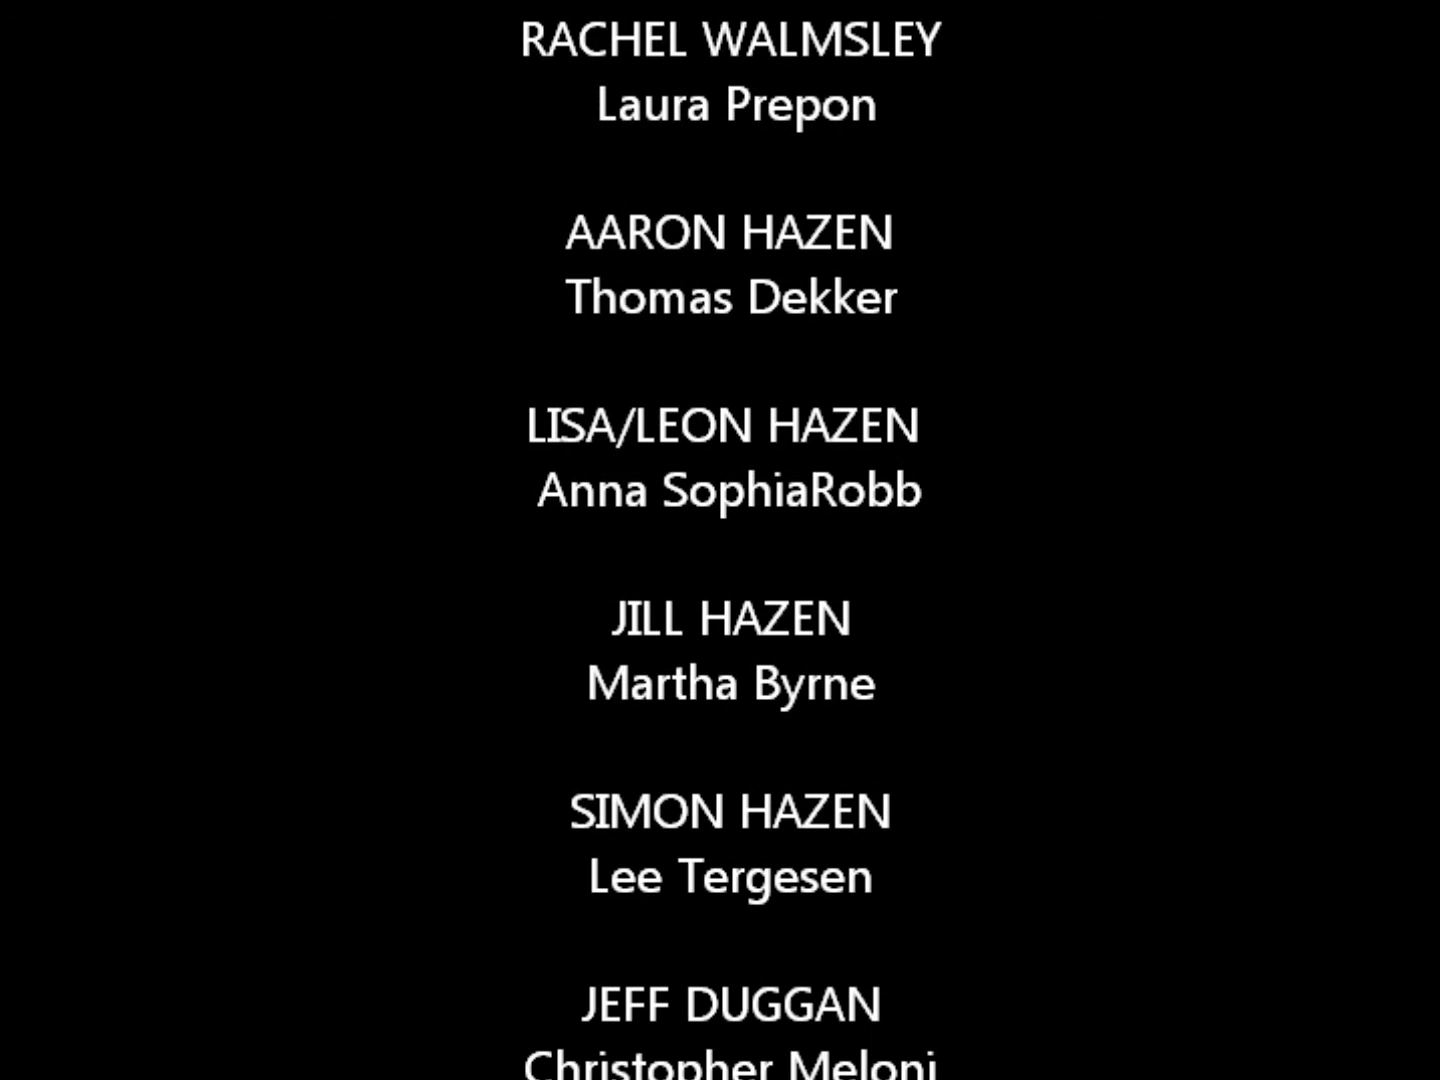 RACHEL WALMSLEY
Laura Prepon
AARON HAZEN
Thomas Dekker
LISA/LEON HAZEN
Anna SophiaRobb
JILL HAZEN
Martha Byrne
SIMON HAZEN
Lee Tergesen
JEFF DUGGAN
Christopher Meloni